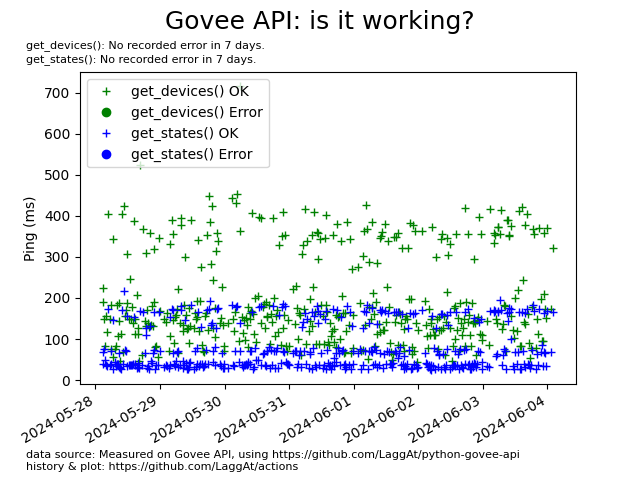 Govee API: is it working?
get_devices(): No recorded error in 7 days.
get_states(): No recorded error in 7 days.
700
600
500
400
300
200
100
0
Ping (ms)
get_devices() OK
get_devices() Error
get_states() OK
get_states() Error
2024-05-28
2024-05-29
2024-05-30
2024-05-31
2024-06-01
2024-06-02
2024-06-03
2024-06-04
data source: Measured on Govee API, using https://github.com/LaggAt/python-govee-api
history & plot: https://github.com/LaggAt/actions